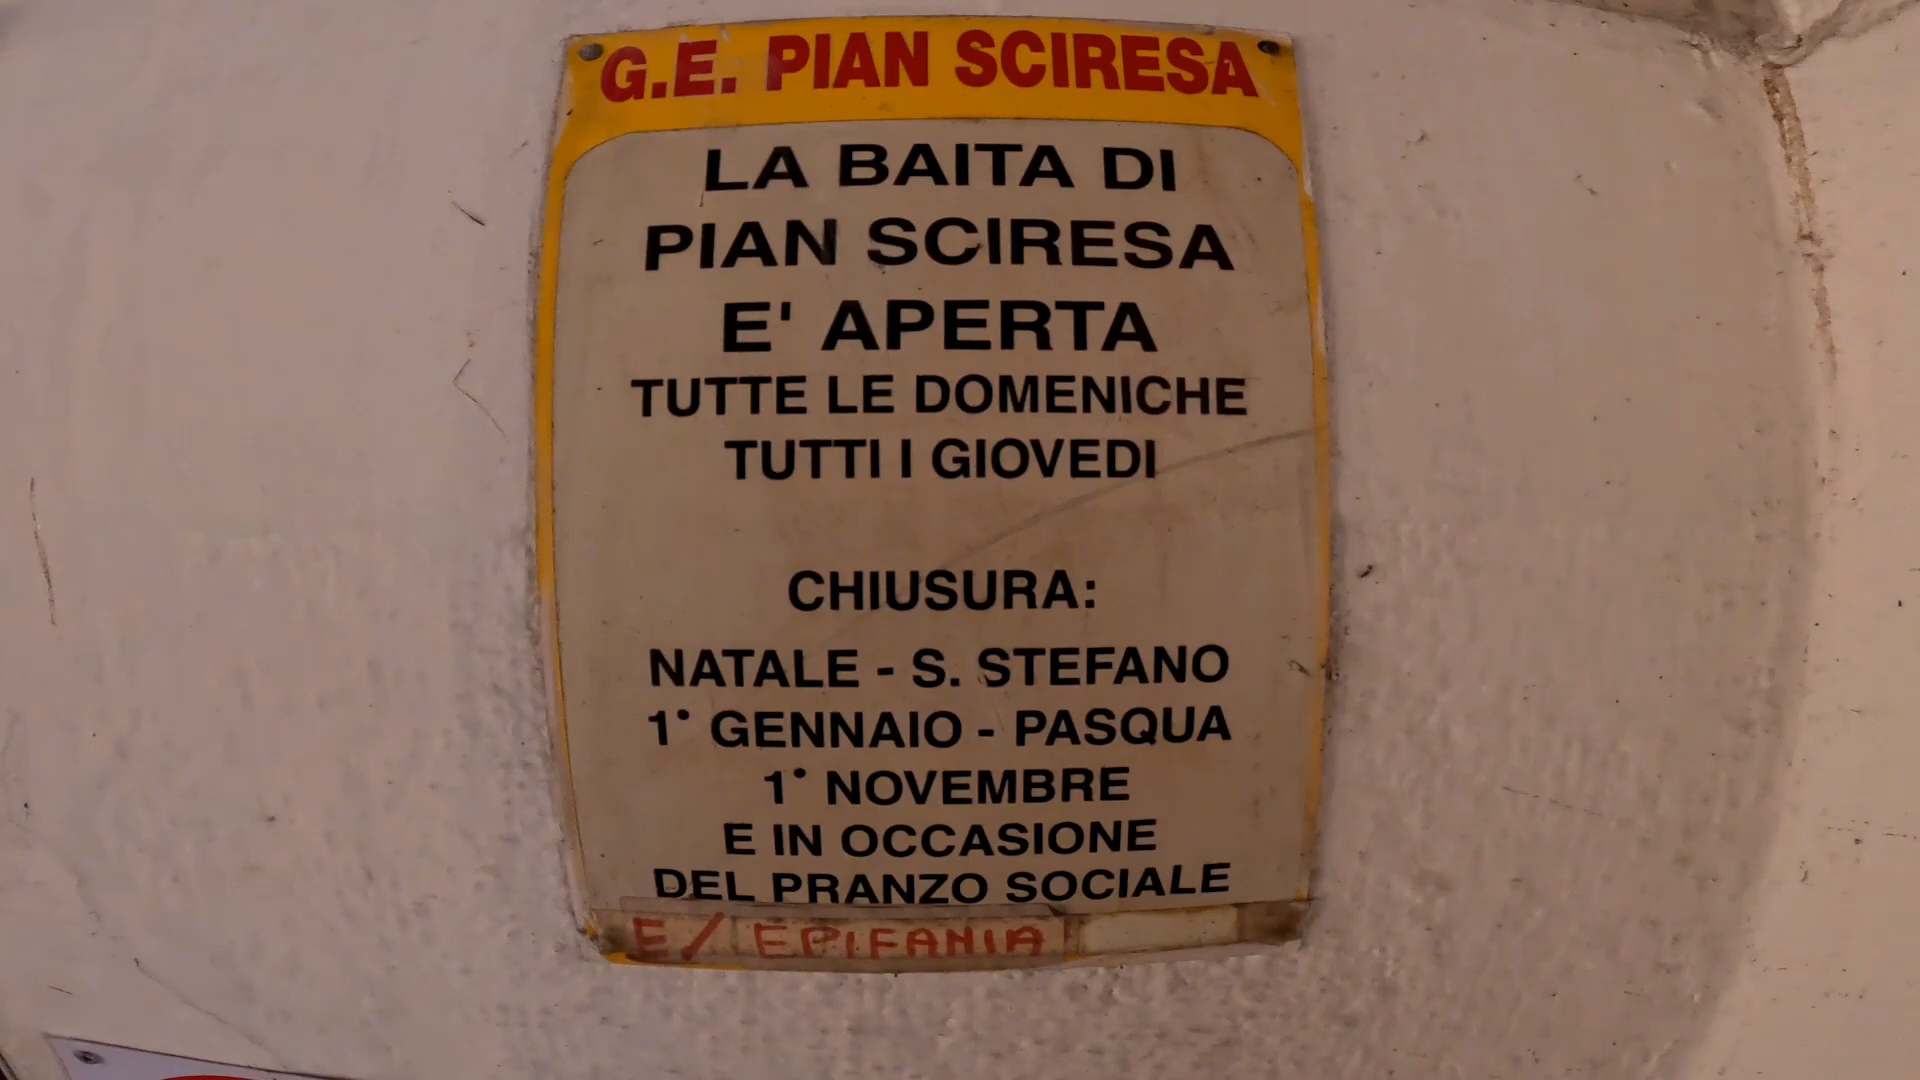 G.E. PIAN SCIRESA
LA BAITA DI
PIAN SCIRESA
E' APERTA
TUTTE LE DOMENICHE
TUTTI I GIOVEDI
CHIUSURA:
NATALE - S. STEFANO
1° GENNAIO - PASQUA
1° NOVEMBRE
E IN OCCASIONE
DEL PRANZO SOCIALE
E/ EPIFANIA